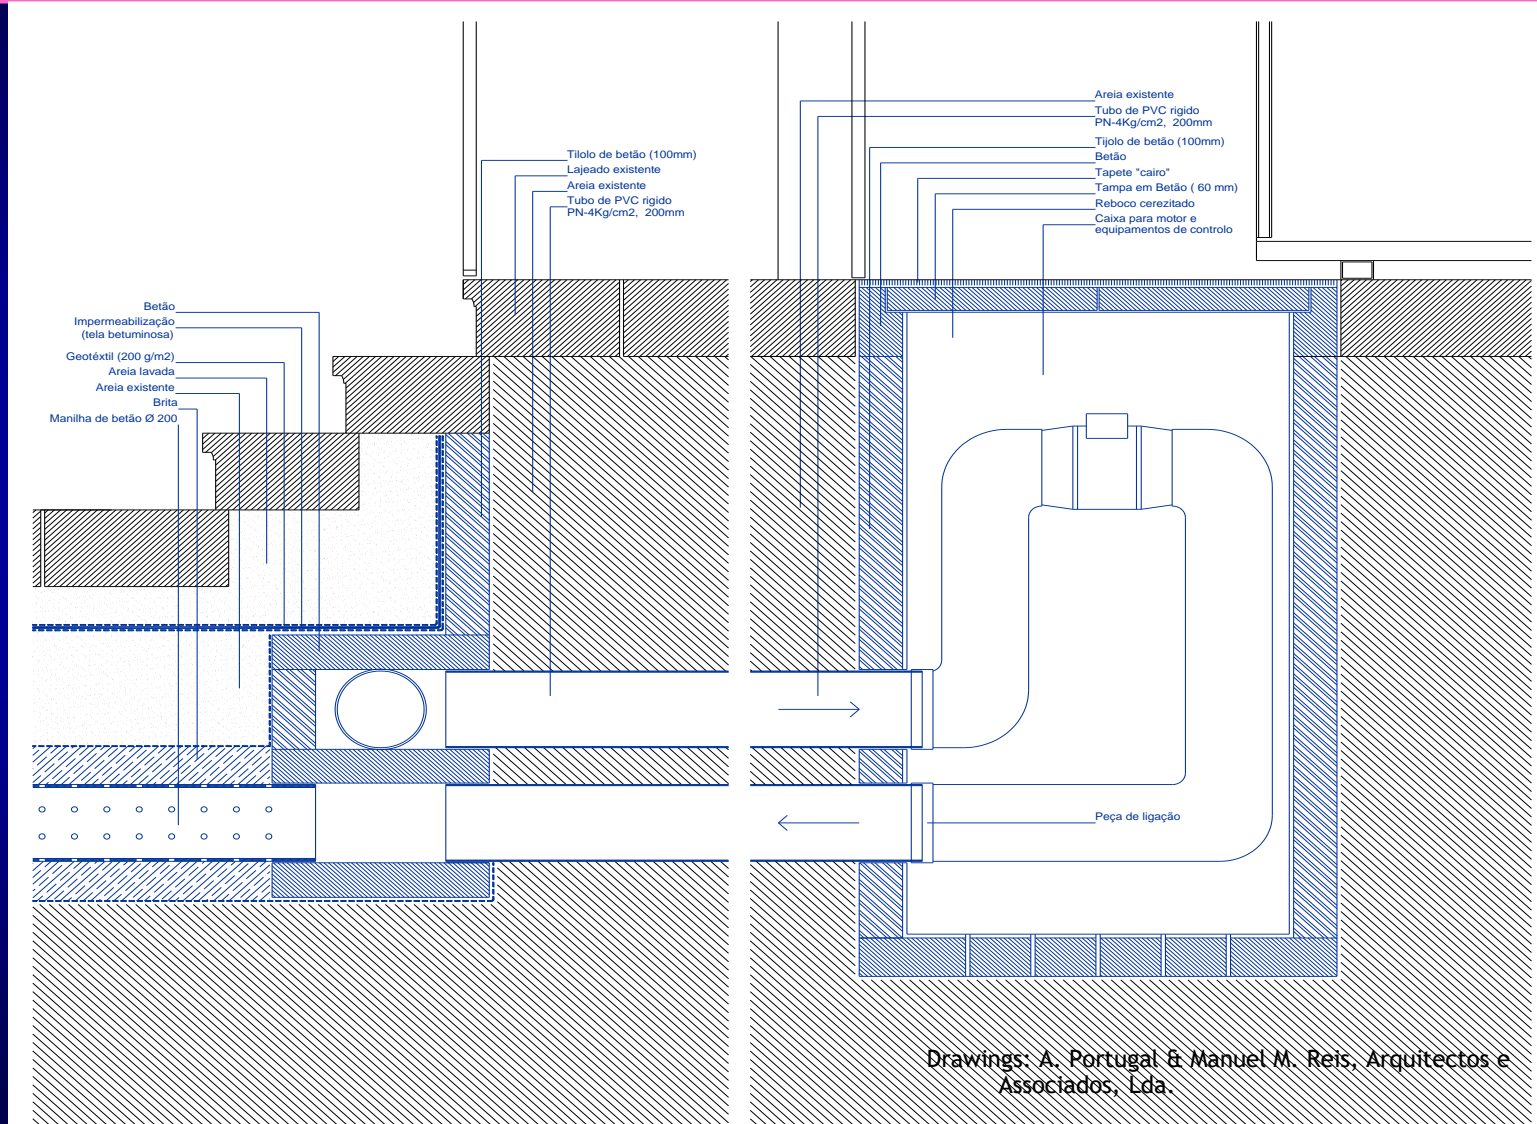 Areia existente
Tubo de PVC rigido
PN-4Kg/cm2, 200mm
Tijolo de betão (100mm)
Betão
Tapete "cairo"
Tampa em Betão ( 60 mm)
Reboco cerezitado
Caixa para motor e
equipamentos de controlo
Tilolo de betão (100mm)
Lajeado existente
Areia existente
Tubo de PVC rigido
PN-4Kg/cm2, 200mm
Betão
Impermeabilização
(tela betuminosa)
Geotéxtil (200 g/m2)
Areia lavada
Areia existente
Brita
Manilha de betão Ø 200
Peça de ligação
Drawings: A. Portugal & Manuel M. Reis, Arquitectos e
Associados, Lda.